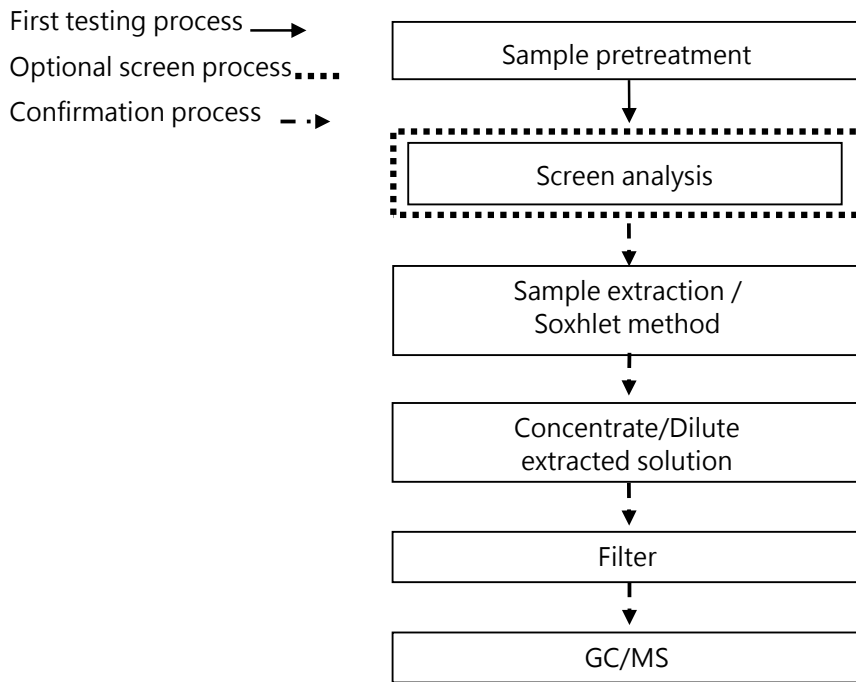 First testing process
Optional screen process
Confirmation process
Sample pretreatment
Screen analysis
Sample extraction /
Soxhlet method
Concentrate/Dilute
extracted solution
Filter
GC/MS